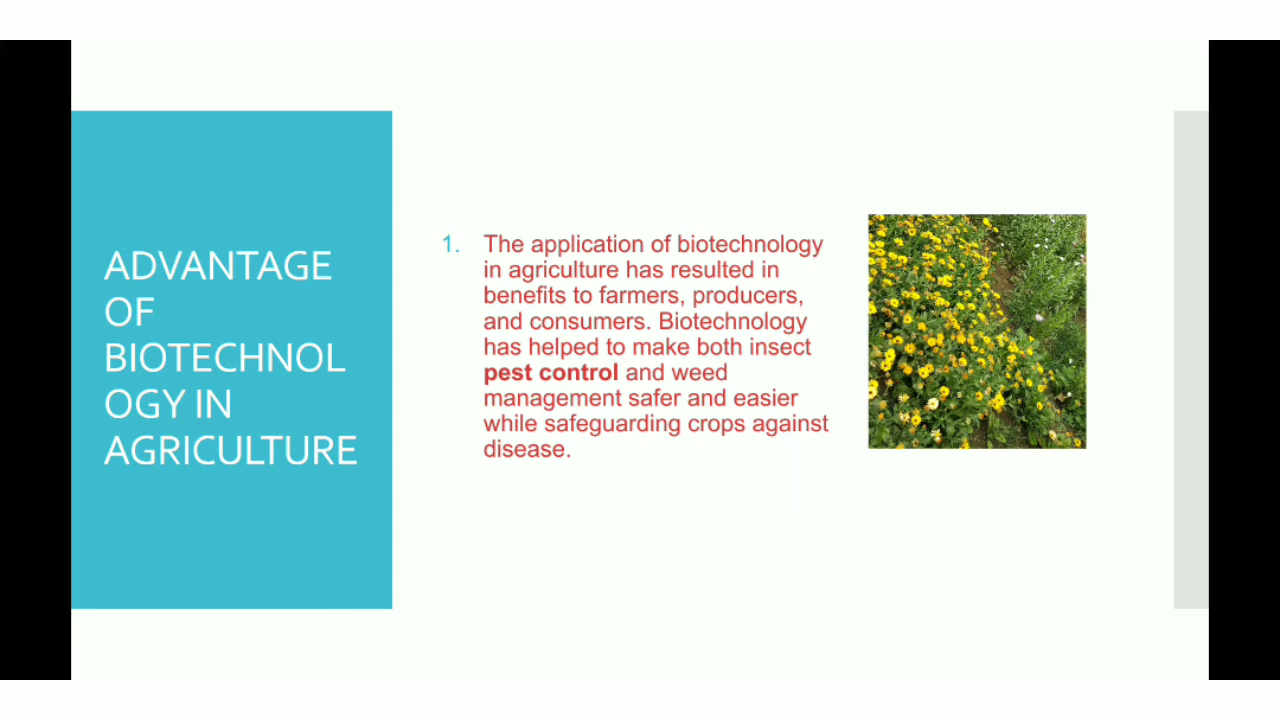 ADVANTAGE
OF
BIOTECHNOL
OGY IN
AGRICULTURE
1. The application of biotechnology
in agriculture has resulted in
benefits to farmers, producers,
and consumers. Biotechnology
has helped to make both insect
pest control and weed
management safer and easier
while safeguarding crops against
disease.